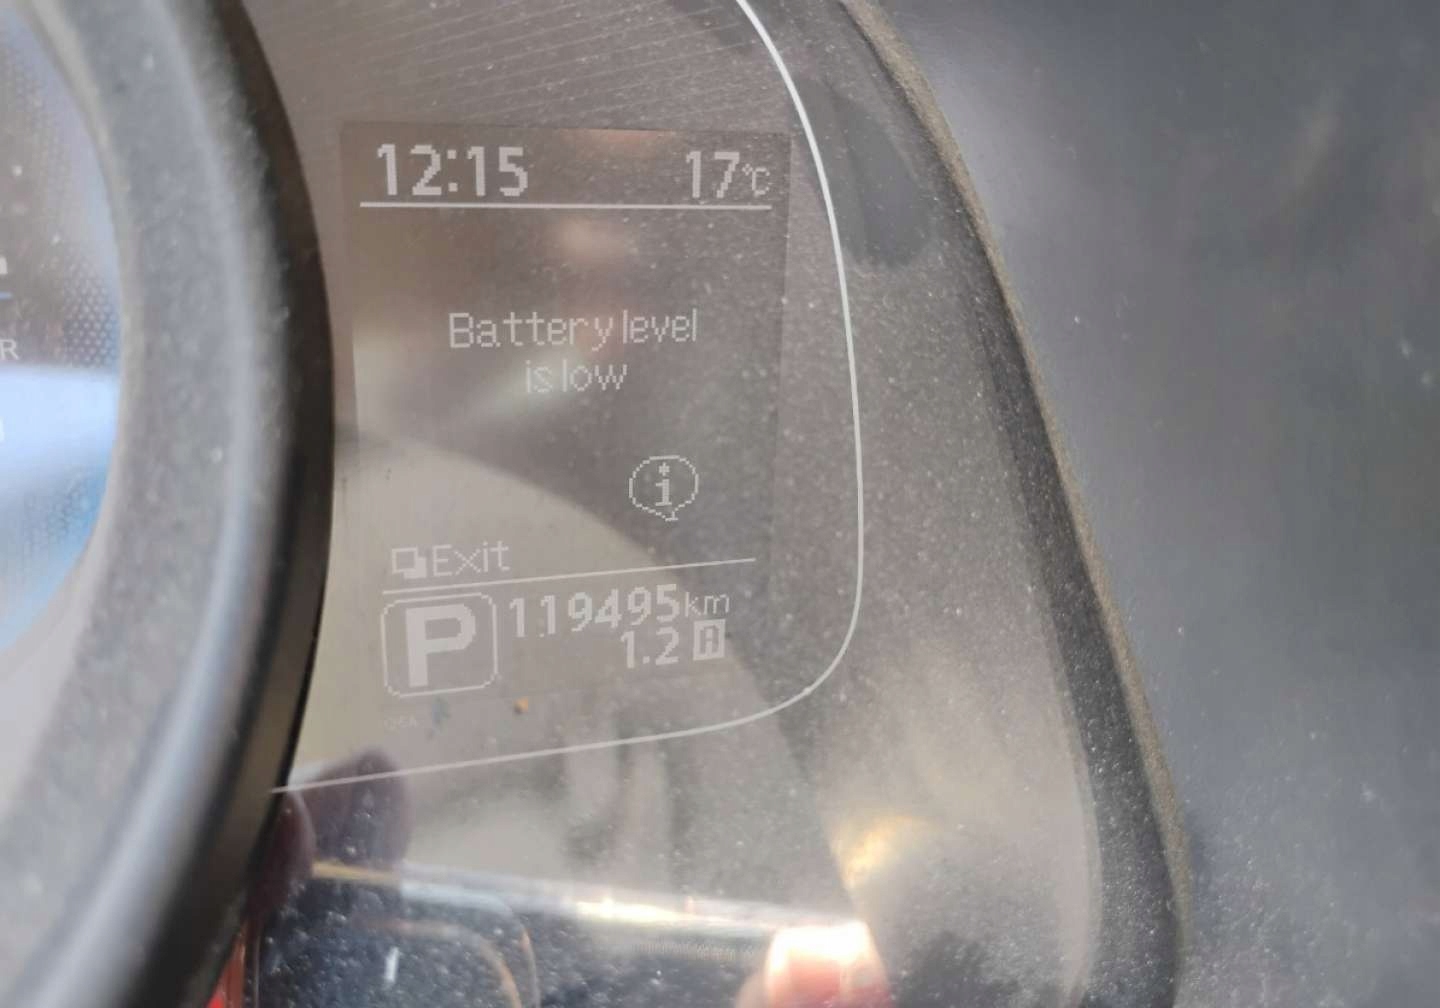 12:15 17°C
Battery level
is low
i
Exit
P 119495km
1.2 A
R